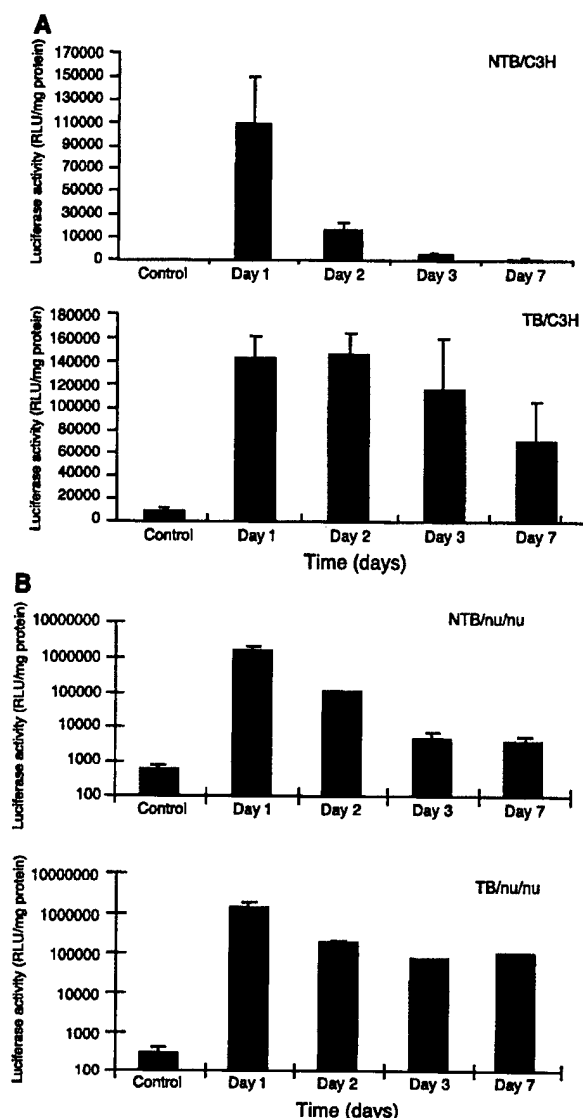 A
NTB/C3H
Luciferase activity (RLU/mg protein)
170000
150000
130000
110000
90000
70000
50000
30000
10000
0
Control
Day 1
Day 2
Day 3
Day 7
TB/C3H
Luciferase activity (RLU/mg protein)
180000
160000
140000
120000
100000
80000
60000
40000
20000
0
Control
Day 1
Day 2
Day 3
Day 7
Time (days)
B
NTB/nu/nu
Luciferase activity (RLU/mg protein)
10000000
1000000
100000
10000
1000
100
Control
Day 1
Day 2
Day 3
Day 7
TB/nu/nu
Luciferase activity (RLU/mg protein)
10000000
1000000
100000
10000
1000
100
Control
Day 1
Day 2
Day 3
Day 7
Time (days)